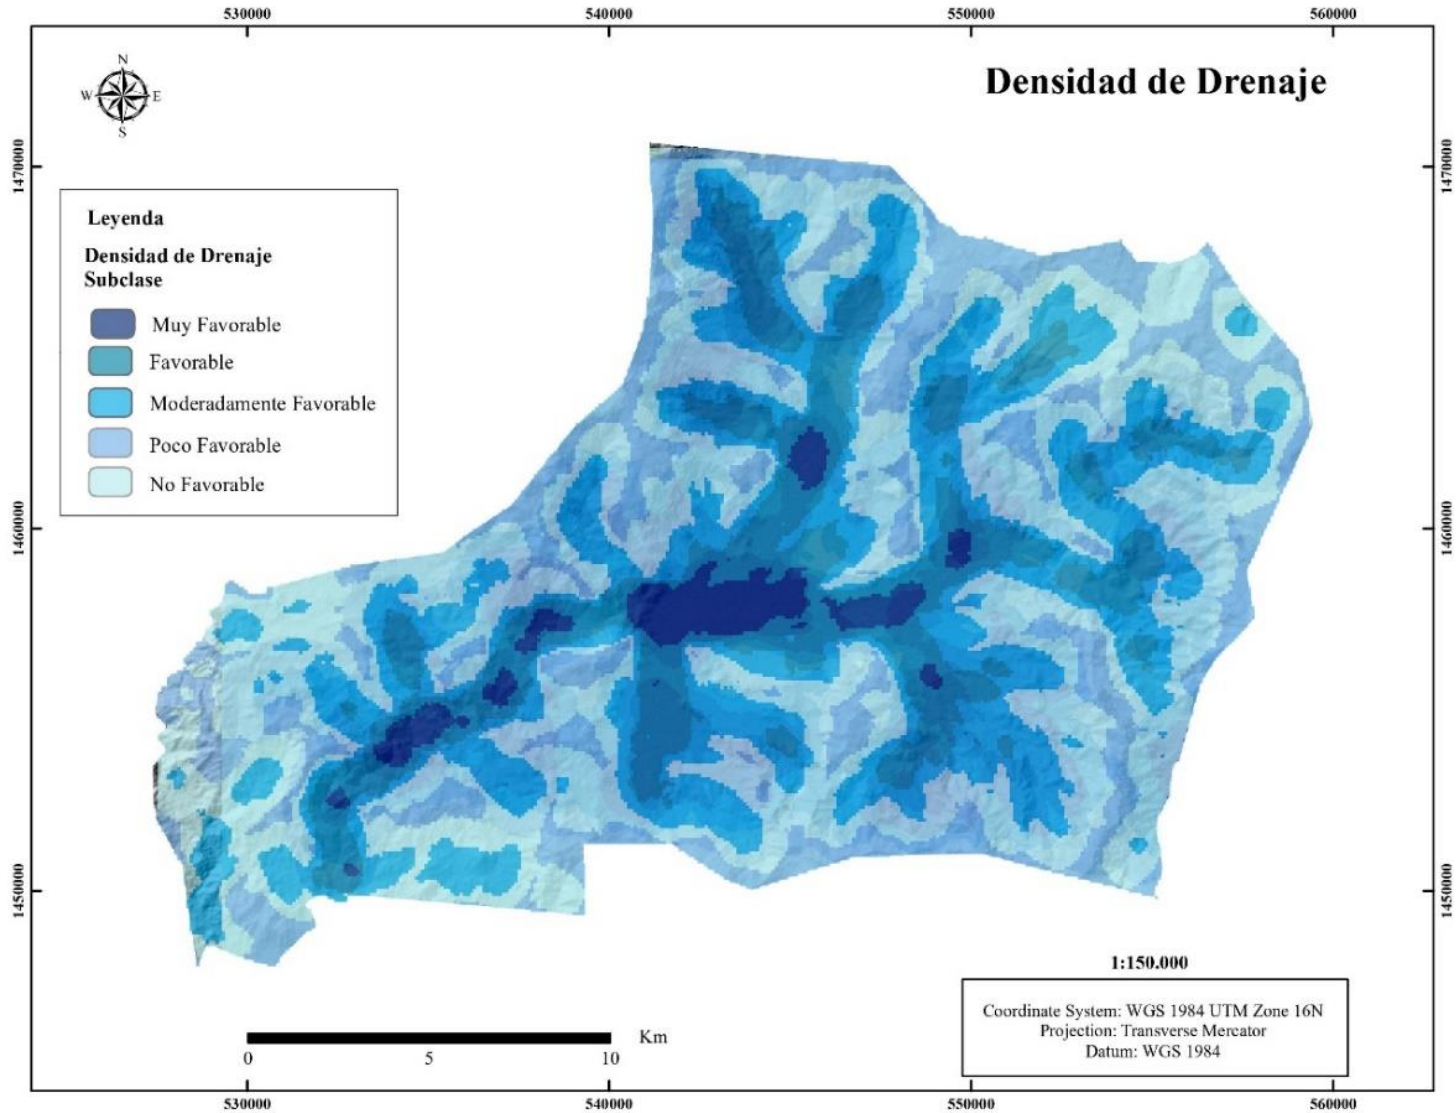 530000 540000 550000 560000
N
W E
S
Densidad de Drenaje
1470000 1470000
Leyenda
Densidad de Drenaje
Subclase
Muy Favorable
Favorable
Moderadamente Favorable
Poco Favorable
No Favorable
1460000 1460000
1450000 1450000
1:150.000
Coordinate System: WGS 1984 UTM Zone 16N
Projection: Transverse Mercator
Datum: WGS 1984
Km
0 5 10
530000 540000 550000 560000